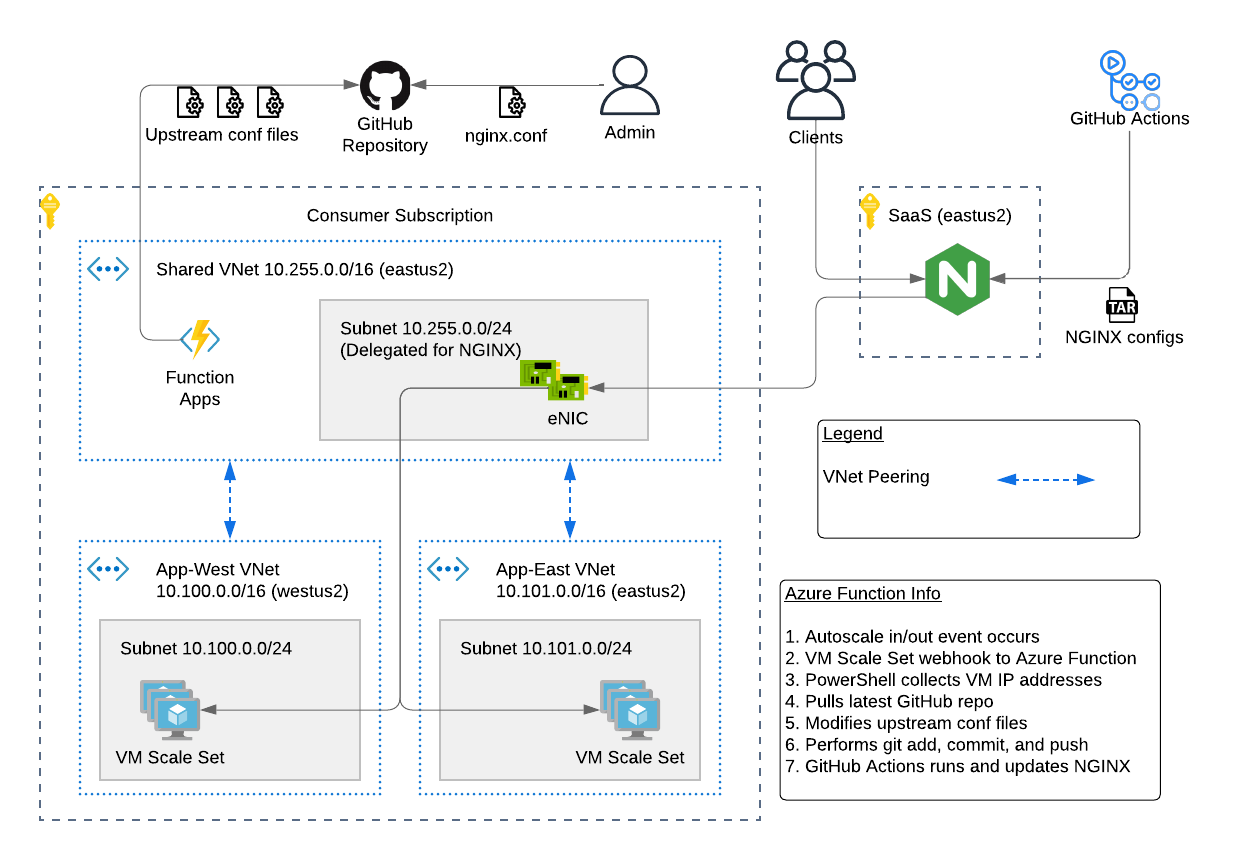 Upstream conf files
GitHub
Repository
nginx.conf
Admin
Clients
GitHub Actions
Consumer Subscription
SaaS (eastus2)
N
Shared VNet 10.255.0.0/16 (eastus2)
Subnet 10.255.0.0/24
(Delegated for NGINX)
eNIC
Function
Apps
TAR
NGINX configs
Legend
VNet Peering
App-West VNet
10.100.0.0/16 (westus2)
Subnet 10.100.0.0/24
VM Scale Set
App-East VNet
10.101.0.0/16 (eastus2)
Subnet 10.101.0.0/24
VM Scale Set
Azure Function Info
1. Autoscale in/out event occurs
2. VM Scale Set webhook to Azure Function
3. PowerShell collects VM IP addresses
4. Pulls latest GitHub repo
5. Modifies upstream conf files
6. Performs git add, commit, and push
7. GitHub Actions runs and updates NGINX